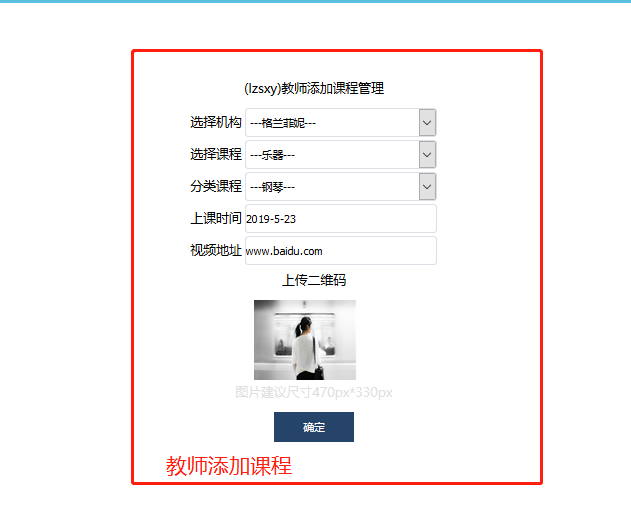 (lzsxy)教师添加课程管理
选择机构 ---格兰菲妮---
选择课程 ---乐器---
分类课程 ---钢琴---
上课时间 2019-5-23
视频地址 www.baidu.com
上传二维码
图片建议尺寸470px*330px
确定
教师添加课程